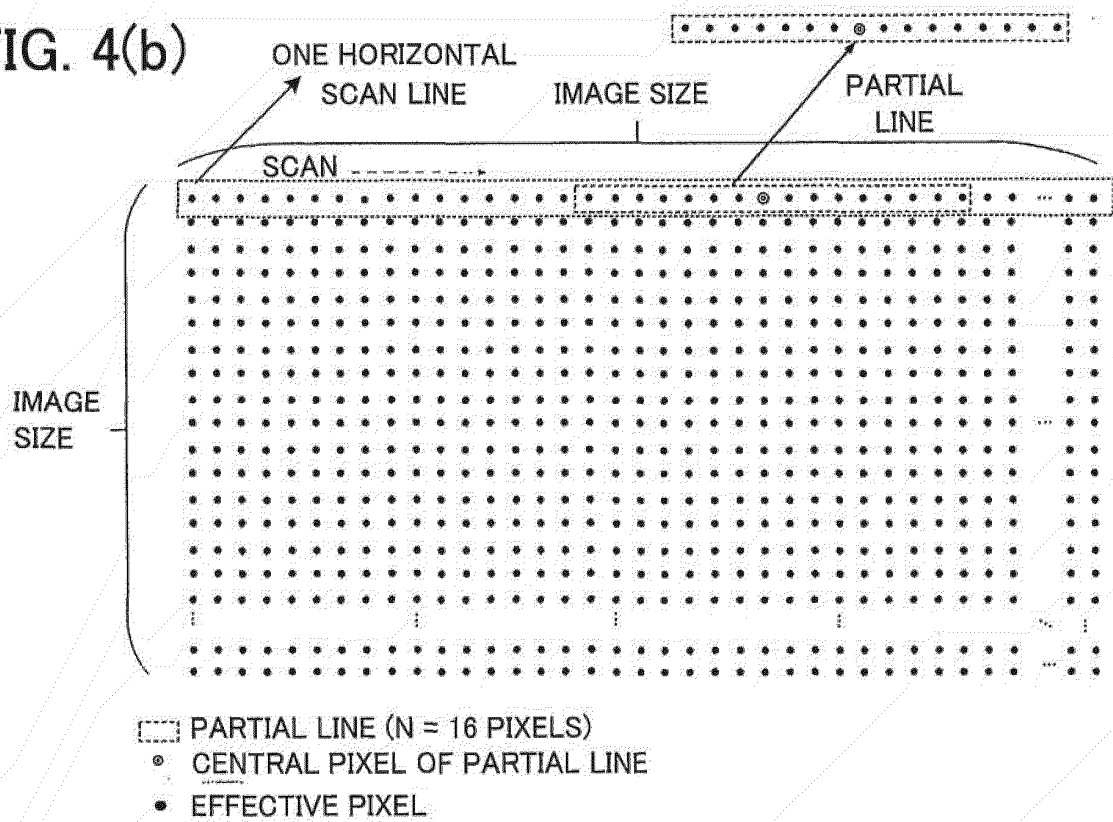 FIG. 4(b)
ONE HORIZONTAL
SCAN LINE
IMAGE SIZE
PARTIAL
LINE
SCAN
IMAGE
SIZE
PARTIAL LINE (N = 16 PIXELS)
CENTRAL PIXEL OF PARTIAL LINE
EFFECTIVE PIXEL